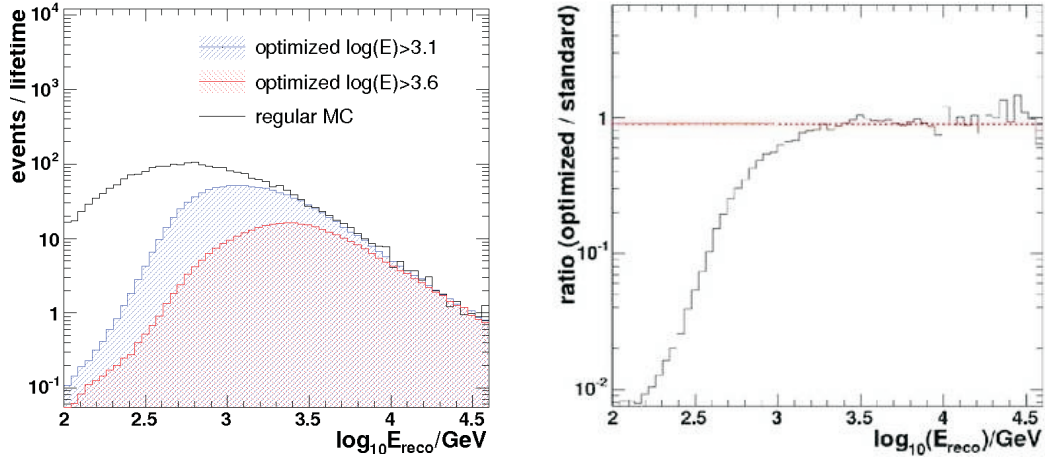 events / lifetime
10^4
10^3
10^2
10
1
10^-1
optimized log(E)>3.1
optimized log(E)>3.6
regular MC
2 2.5 3 3.5 4 4.5
log10Ereco/GeV
ratio (optimized / standard)
1
10^-1
10^-2
2 2.5 3 3.5 4 4.5
log10(Ereco)/GeV